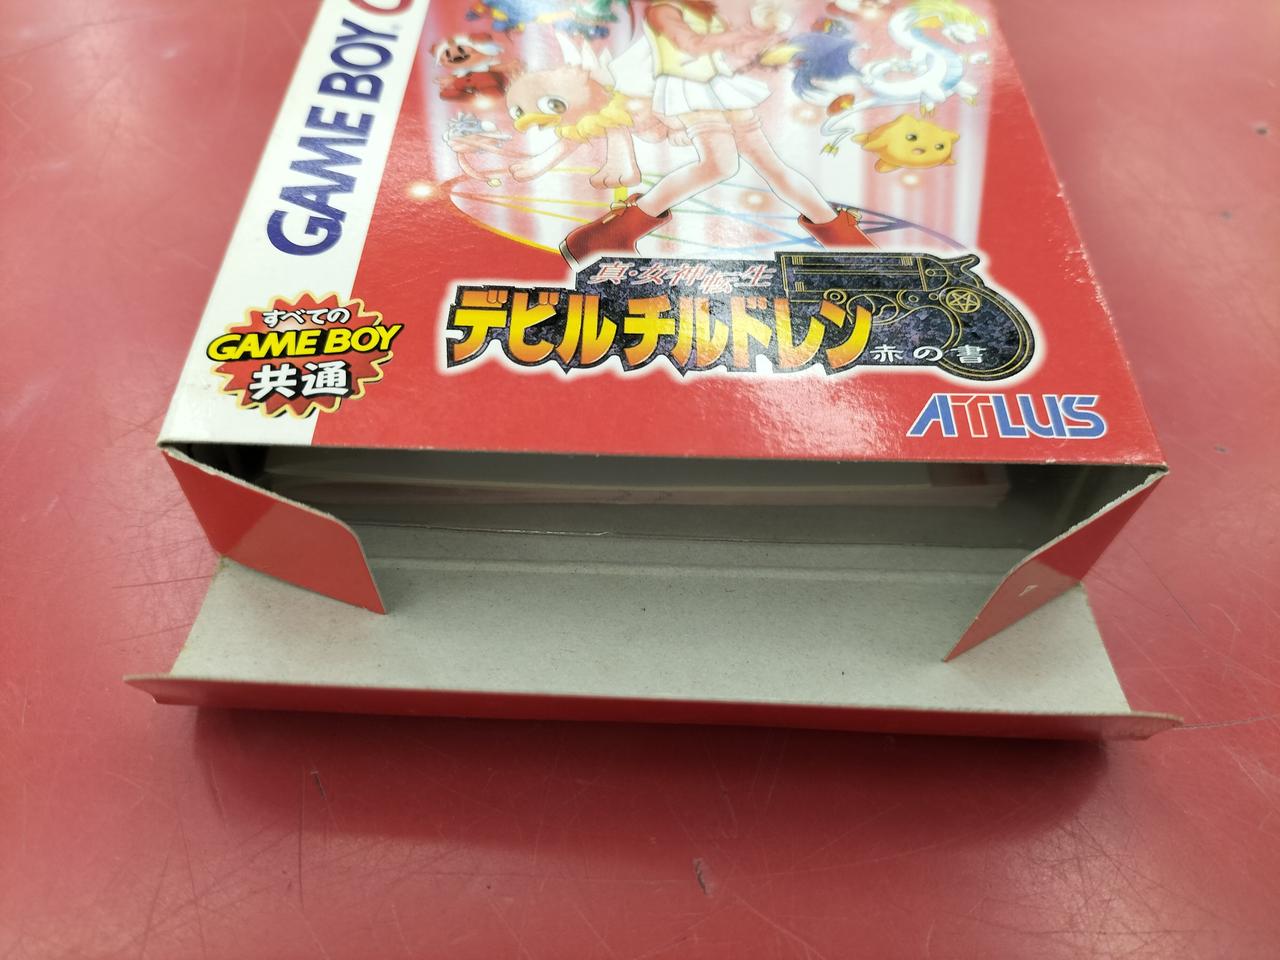 GAME BOY
真・女神転生
デビルチルドレン
赤の書
すべての
GAME BOY
共通
ATLUS